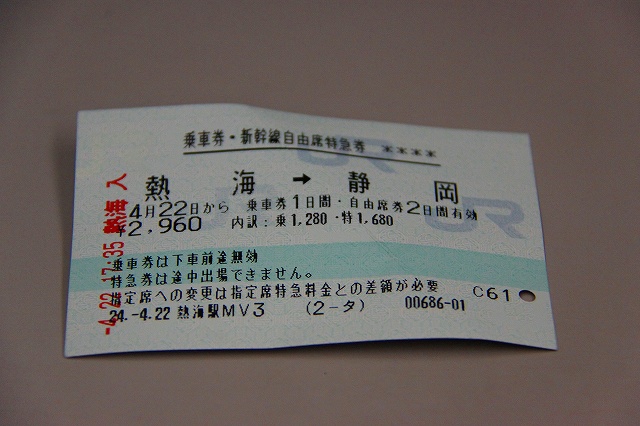 乗車券・新幹線自由席特急券 ****
熱海 → 静岡
4月22日から 乗車券1日間・自由席券2日間有効
¥2,960 内訳：乗1,280・特1,680
乗車券は下車前途無効
特急券は途中出場できません。
指定席への変更は指定席特急料金との差額が必要 C61
24.-4.22 熱海駅MV3 (2-タ) 00686-01
-4.22 17:35 熱海 入
JR